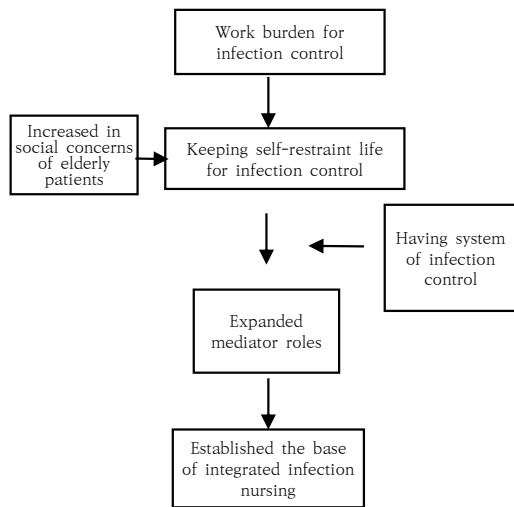 Work burden for
infection control
Increased in
social concerns
of elderly
patients
Keeping self-restraint life
for infection control
Having system
of infection
control
Expanded
mediator roles
Established the base
of integrated infection
nursing